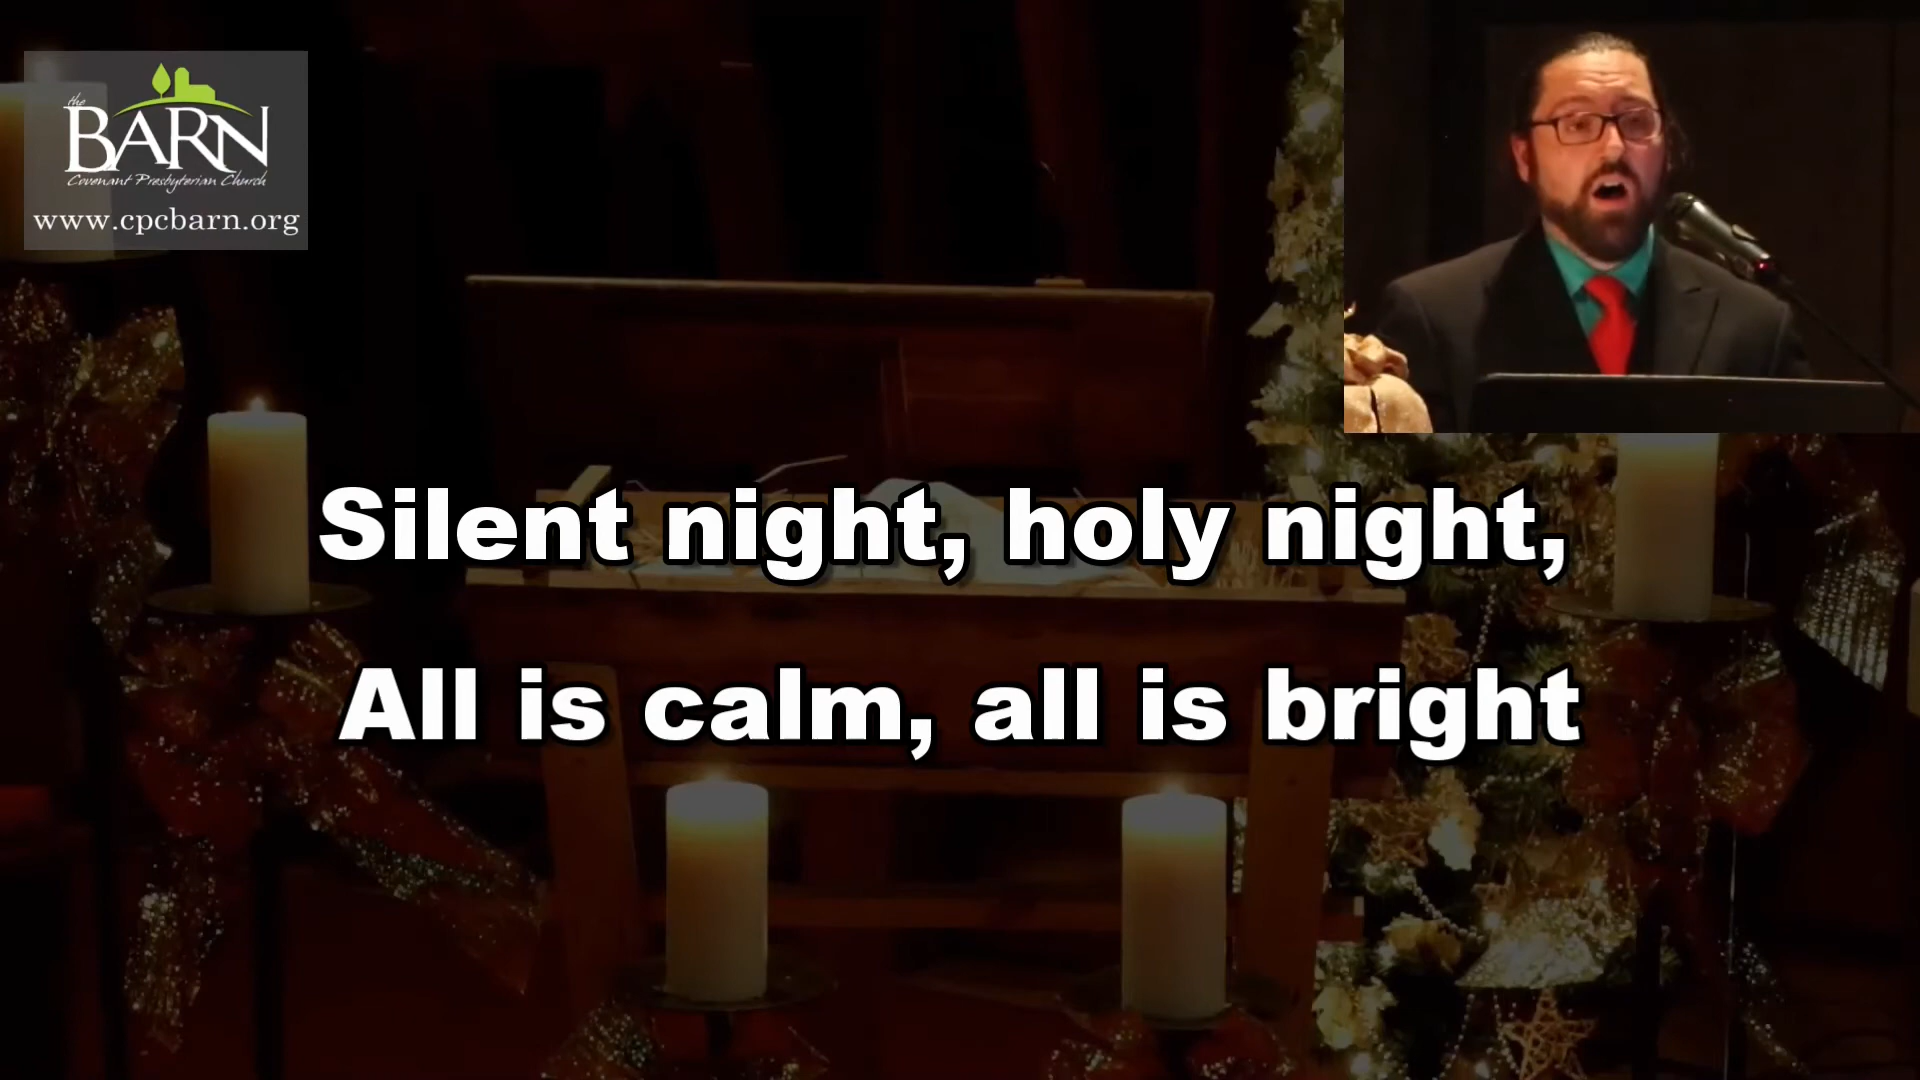 the
BARN
Covenant Presbyterian Church
www.cpcbarn.org
Silent night, holy night,
All is calm, all is bright